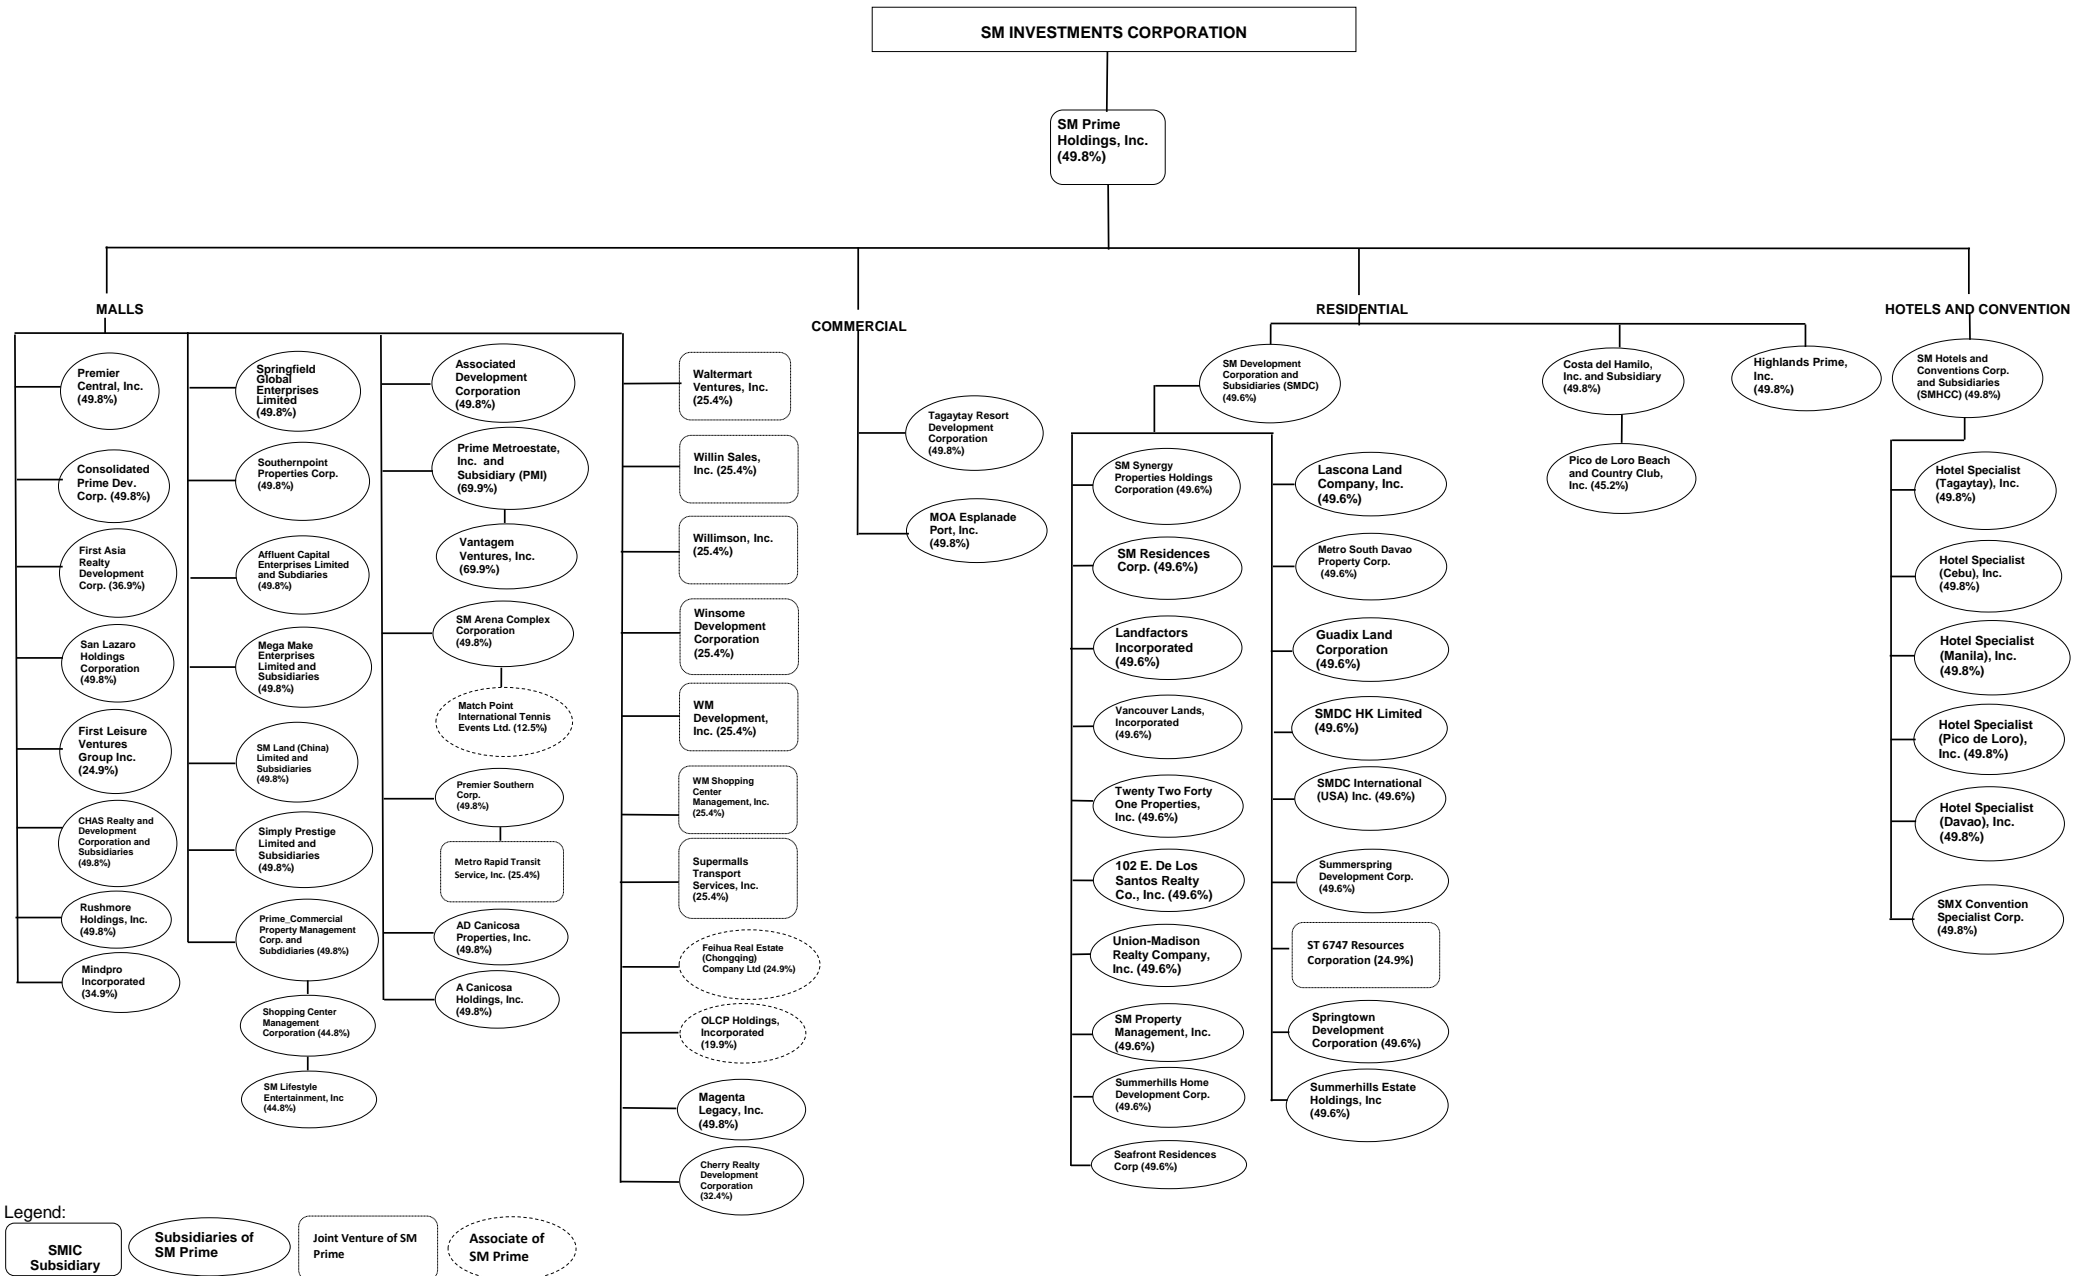 SM INVESTMENTS CORPORATION
SM Prime
Holdings, Inc.
(49.8%)
MALLS
Premier
Central, Inc.
(49.8%)
Consolidated
Prime Dev.
Corp. (49.8%)
First Asia
Realty
Development
Corp. (36.9%)
San Lazaro
Holdings
Corporation
(49.8%)
First Leisure
Ventures
Group Inc.
(24.9%)
CHAS Realty and
Development
Corporation and
Subsidiaries
(49.8%)
Rushmore
Holdings, Inc.
(49.8%)
Mindpro
Incorporated
(34.9%)
Springfield
Global
Enterprises
Limited
(49.8%)
Southernpoint
Properties Corp.
(49.8%)
Affluent Capital
Enterprises Limited
and Subdiaries
(49.8%)
Mega Make
Enterprises
Limited and
Subsidiaries
(49.8%)
SM Land (China)
Limited and
Subsidiaries
(49.8%)
Simply Prestige
Limited and
Subsidiaries
(49.8%)
Prime_Commercial
Property Management
Corp. and
Subdidiaries (49.8%)
Shopping Center
Management
Corporation (44.8%)
SM Lifestyle
Entertainment, Inc
(44.8%)
Associated
Development
Corporation
(49.8%)
Prime Metroestate,
Inc. and
Subsidiary (PMI)
(69.9%)
Vantagem
Ventures, Inc.
(69.9%)
SM Arena Complex
Corporation
(49.8%)
Match Point
International Tennis
Events Ltd. (12.5%)
Premier Southern
Corp.
(49.8%)
Metro Rapid Transit
Service, Inc. (25.4%)
AD Canicosa
Properties, Inc.
(49.8%)
A Canicosa
Holdings, Inc.
(49.8%)
Waltermart
Ventures, Inc.
(25.4%)
Willin Sales,
Inc. (25.4%)
Willimson, Inc.
(25.4%)
Winsome
Development
Corporation
(25.4%)
WM
Development,
Inc. (25.4%)
WM Shopping
Center
Management, Inc.
(25.4%)
Supermalls
Transport
Services, Inc.
(25.4%)
Feihua Real Estate
(Chongqing)
Company Ltd (24.9%)
OLCP Holdings,
Incorporated
(19.9%)
Magenta
Legacy, Inc.
(49.8%)
Cherry Realty
Development
Corporation
(32.4%)
COMMERCIAL
Tagaytay Resort
Development
Corporation
(49.8%)
MOA Esplanade
Port, Inc.
(49.8%)
RESIDENTIAL
SM Development
Corporation and
Subsidiaries (SMDC)
(49.6%)
SM Synergy
Properties Holdings
Corporation (49.6%)
SM Residences
Corp. (49.6%)
Landfactors
Incorporated
(49.6%)
Vancouver Lands,
Incorporated
(49.6%)
Twenty Two Forty
One Properties,
Inc. (49.6%)
102 E. De Los
Santos Realty
Co., Inc. (49.6%)
Union-Madison
Realty Company,
Inc. (49.6%)
SM Property
Management, Inc.
(49.6%)
Summerhills Home
Development Corp.
(49.6%)
Seafront Residences
Corp (49.6%)
Lascona Land
Company, Inc.
(49.6%)
Metro South Davao
Property Corp.
(49.6%)
Guadix Land
Corporation
(49.6%)
SMDC HK Limited
(49.6%)
SMDC International
(USA) Inc. (49.6%)
Summerspring
Development Corp.
(49.6%)
ST 6747 Resources
Corporation (24.9%)
Springtown
Development
Corporation (49.6%)
Summerhills Estate
Holdings, Inc
(49.6%)
Costa del Hamilo,
Inc. and Subsidiary
(49.8%)
Pico de Loro Beach
and Country Club,
Inc. (45.2%)
Highlands Prime,
Inc.
(49.8%)
HOTELS AND CONVENTION
SM Hotels and
Conventions Corp.
and Subsidiaries
(SMHCC) (49.8%)
Hotel Specialist
(Tagaytay), Inc.
(49.8%)
Hotel Specialist
(Cebu), Inc.
(49.8%)
Hotel Specialist
(Manila), Inc.
(49.8%)
Hotel Specialist
(Pico de Loro),
Inc. (49.8%)
Hotel Specialist
(Davao), Inc.
(49.8%)
SMX Convention
Specialist Corp.
(49.8%)
Legend:
SMIC
Subsidiary
Subsidiaries of
SM Prime
Joint Venture of SM
Prime
Associate of
SM Prime